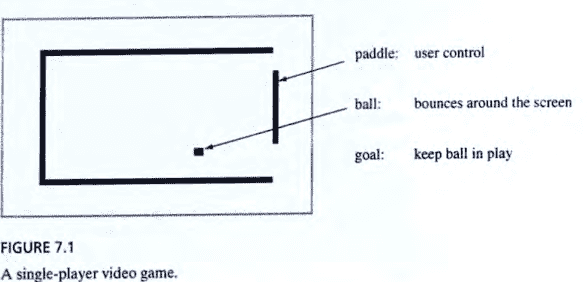 paddle: user control
ball: bounces around the screen
goal: keep ball in play
FIGURE 7.1
A single-player video game.